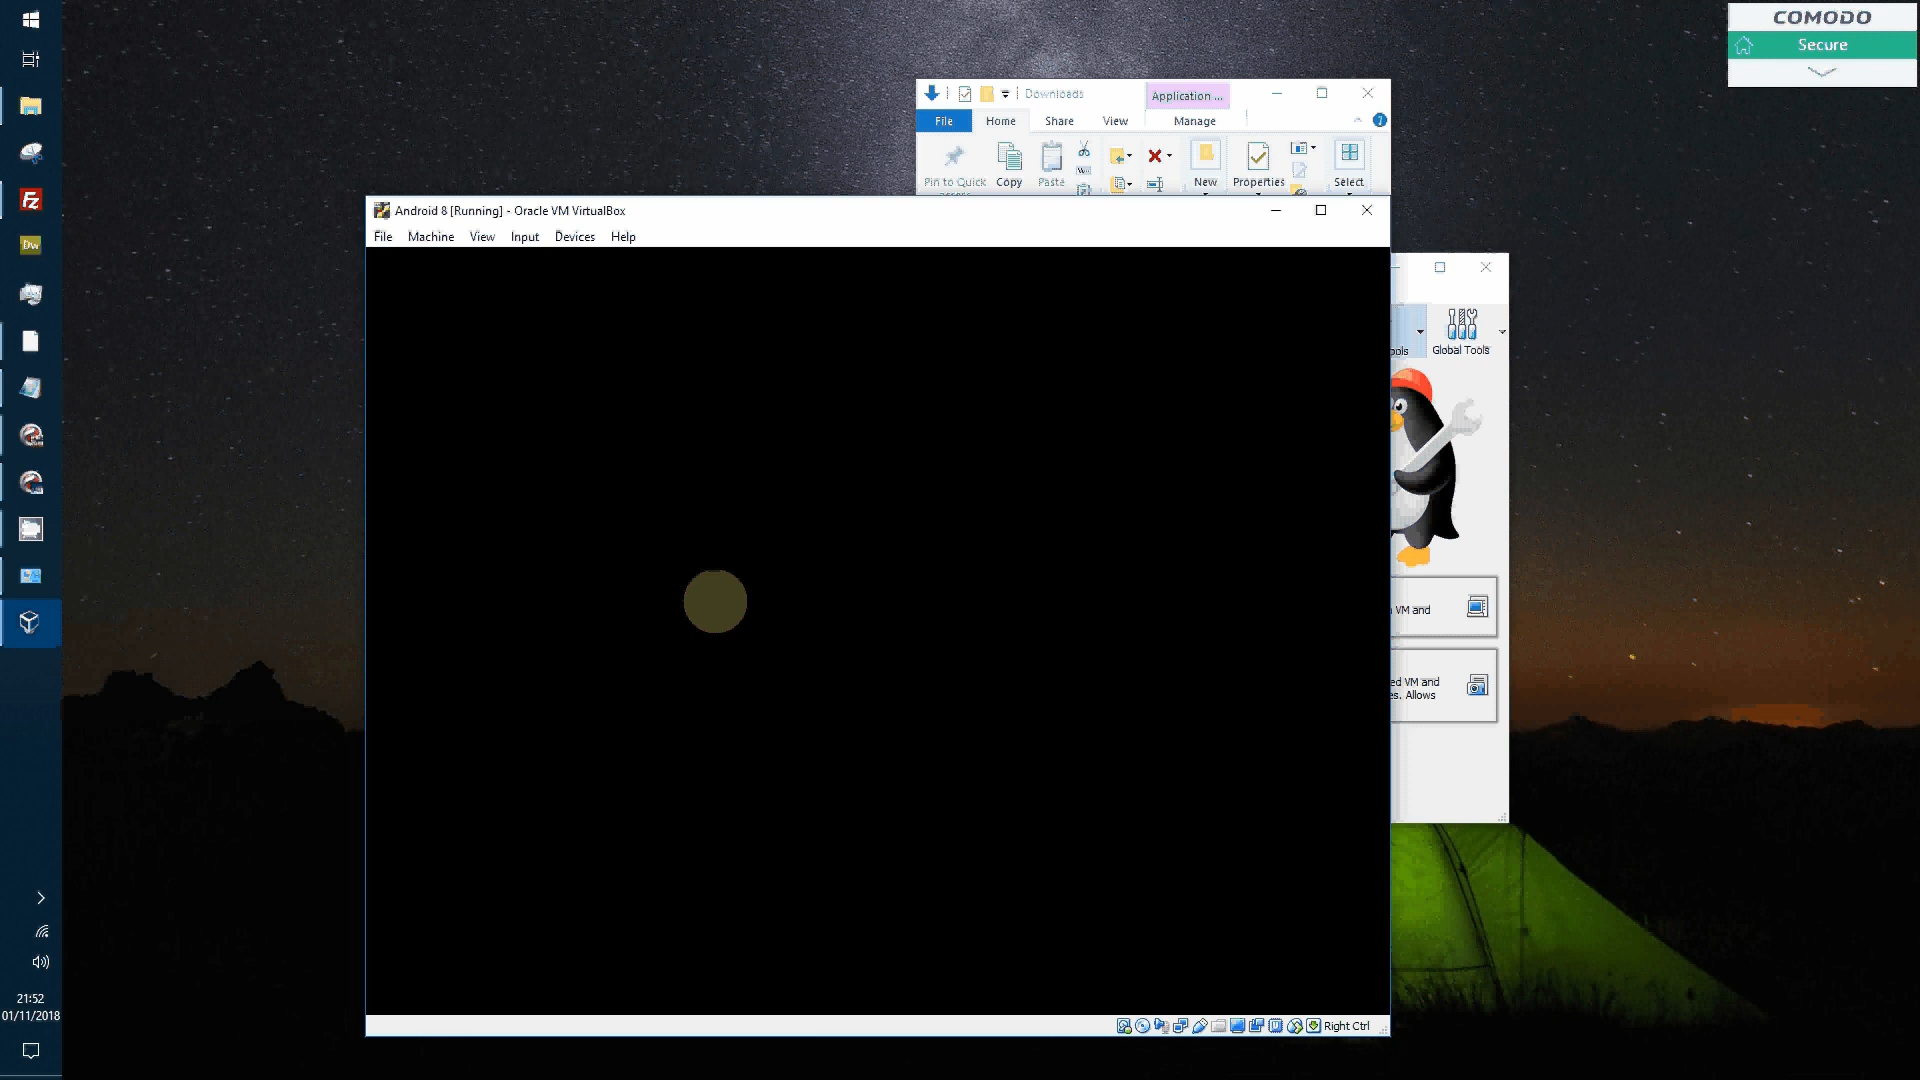 COMODO
Secure
Downloads
Application ...
File
Home
Share
View
Manage
Pin to Quick
Copy
Paste
New
Properties
Select
Android 8 [Running] - Oracle VM VirtualBox
File
Machine
View
Input
Devices
Help
Global Tools
Dw
VM and
ed VM and
es. Allows
21:52
01/11/2018
Right Ctrl